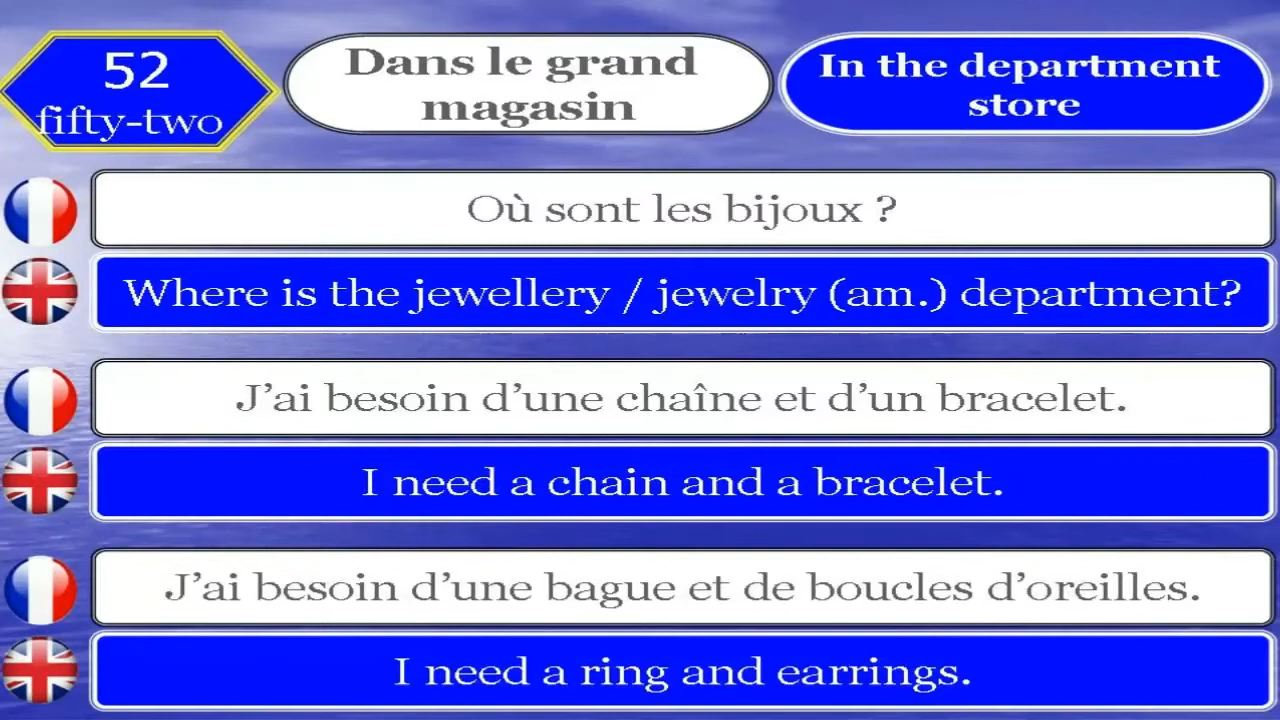 52
fifty-two
Dans le grand
magasin
In the department
store
Où sont les bijoux ?
Where is the jewellery / jewelry (am.) department?
J’ai besoin d’une chaîne et d’un bracelet.
I need a chain and a bracelet.
J’ai besoin d’une bague et de boucles d’oreilles.
I need a ring and earrings.